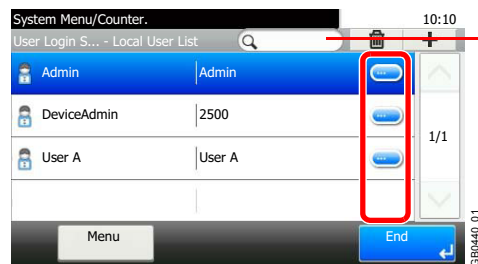 System Menu/Counter.
10:10
User Login S... - Local User List
+
Admin Admin ...
DeviceAdmin 2500 ...
User A User A ...
1/1
Menu
End
GB0440_01